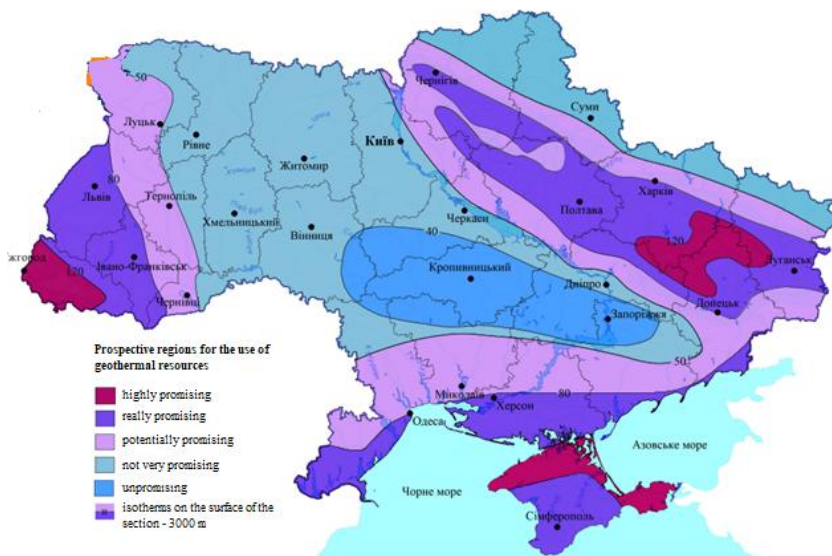 50
Чернігів
Суми
Луцьк
Рівне
Київ
Житомир
80
Львів
Тернопіль
Хмельницький
Вінниця
Черкаси
Полтава
Харків
40
120
жгород
120
Івано-Франківськ
Чернівці
Кропивницький
Дніпро
Луганськ
Запоріжжя
Донецьк
50
Prospective regions for the use of
geothermal resources
highly promising
really promising
potentially promising
not very promising
unpromising
isotherms on the surface of the
section - 3000 m
Миколаїв
80
Херсон
Одеса
Азовське море
Чорне море
Сімферополь